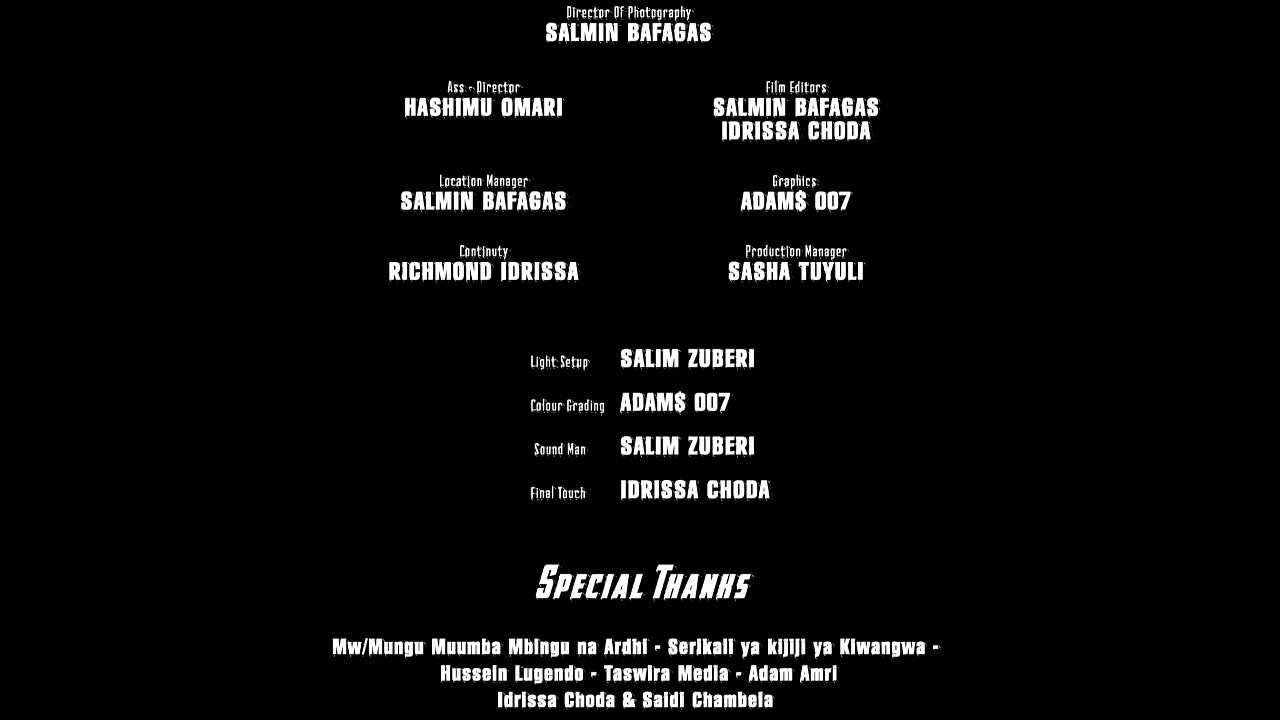 Director Of Photography
SALMIN BAFAGAS
Ass - Director
HASHIMU OMARI
Film Editors
SALMIN BAFAGAS
IDRISSA CHODA
Location Manager
SALMIN BAFAGAS
Graphics
ADAM$ 007
Continuty
RICHMOND IDRISSA
Production Manager
SASHA TUYULI
Light Setup SALIM ZUBERI
Colour Grading ADAM$ 007
Sound Man SALIM ZUBERI
Final Touch IDRISSA CHODA
Special Thanks
Mw/Mungu Muumba Mbingu na Ardhi - Serikali ya kijiji ya Kiwangwa -
Hussein Lugendo - Taswira Media - Adam Amri
Idrissa Choda & Saidi Chambela